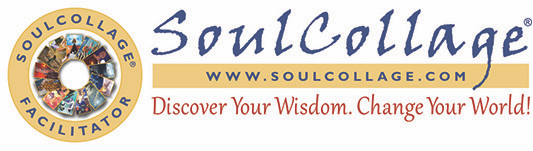 SOULCOLLAGE®
FACILITATOR
SoulCollage®
WWW.SOULCOLLAGE.COM
Discover Your Wisdom. Change Your World!